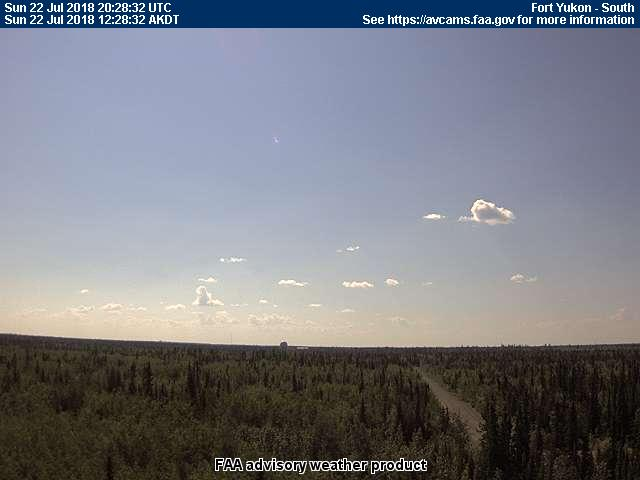 Sun 22 Jul 2018 20:28:32 UTC
Fort Yukon - South
Sun 22 Jul 2018 12:28:32 AKDT
See https://avcams.faa.gov for more information
FAA advisory weather product